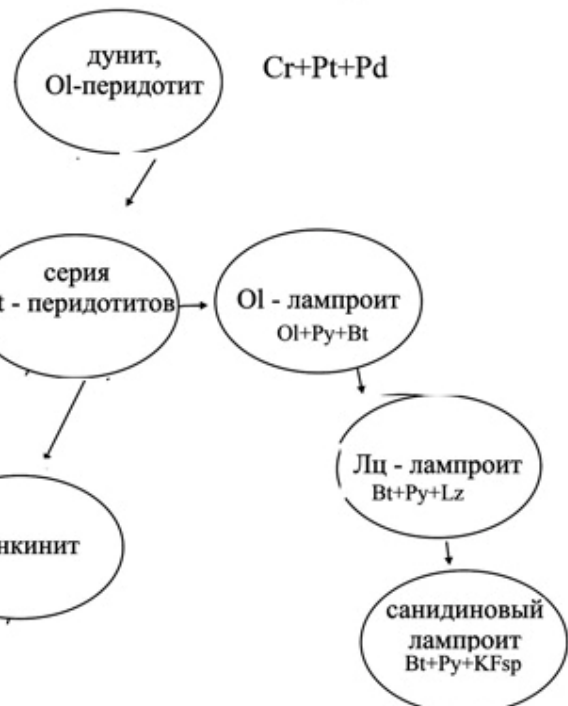 дунит,
Ol-перидотит
Cr+Pt+Pd
серия
t - перидотитов
Ol - лампроит
Ol+Py+Bt
Лц - лампроит
Bt+Py+Lz
нкинит
санидиновый
лампроит
Bt+Py+KFsp